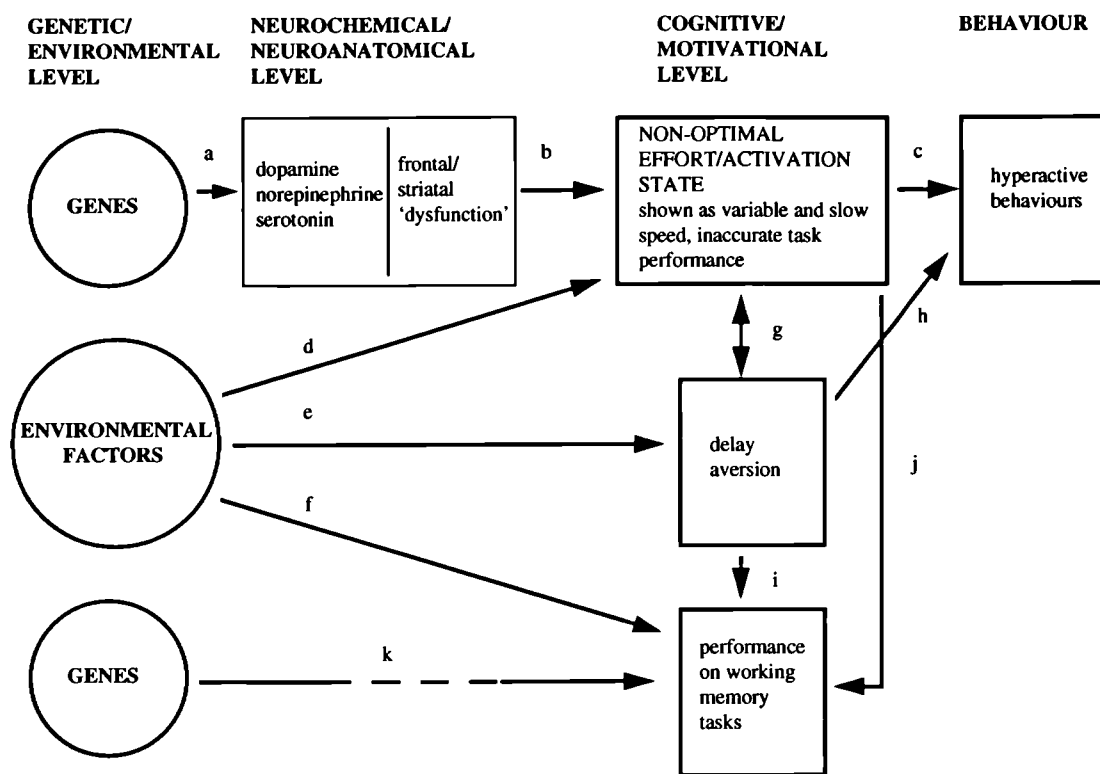 GENETIC/
ENVIRONMENTAL
LEVEL
NEUROCHEMICAL/
NEUROANATOMICAL
LEVEL
COGNITIVE/
MOTIVATIONAL
LEVEL
BEHAVIOUR
GENES
a
dopamine
norepinephrine
serotonin
frontal/
striatal
‘dysfunction’
b
NON-OPTIMAL
EFFORT/ACTIVATION
STATE
shown as variable and slow
speed, inaccurate task
performance
c
hyperactive
behaviours
d
g
h
ENVIRONMENTAL
FACTORS
e
delay
aversion
j
f
i
GENES
k
performance
on working
memory
tasks